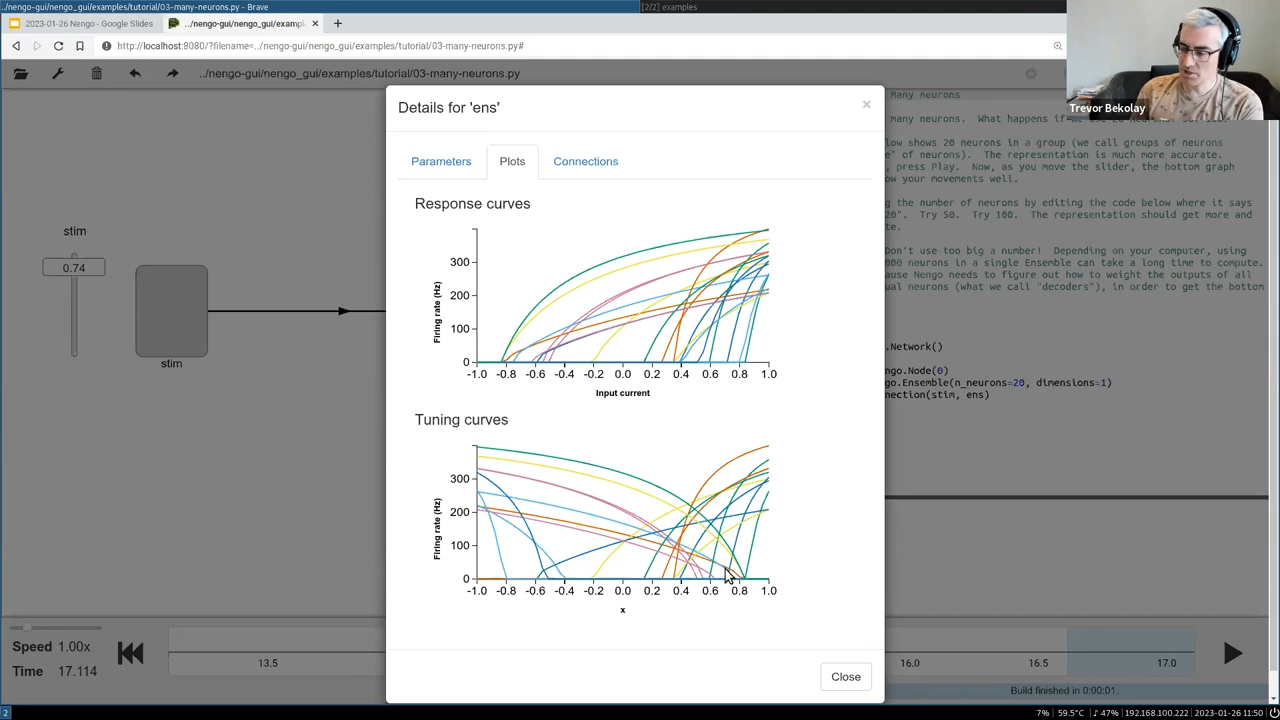 ../nengo-gui/nengo_gui/examples/tutorial/03-many-neurons.py - Brave
[2/2] examples
2023-01-26 Nengo - Google Slides
../nengo-gui/nengo_gui/exampl
http://localhost:8080/?filename=../nengo-gui/nengo_gui/examples/tutorial/03-many-neurons.py#
../nengo-gui/nengo_gui/examples/tutorial/03-many-neurons.py
Trevor Bekolay
Details for 'ens'
×
Parameters
Plots
Connections
Response curves
Firing rate (Hz)
300
200
100
0
-1.0 -0.8 -0.6 -0.4 -0.2 0.0 0.2 0.4 0.6 0.8 1.0
Input current
Tuning curves
Firing rate (Hz)
300
200
100
0
-1.0 -0.8 -0.6 -0.4 -0.2 0.0 0.2 0.4 0.6 0.8 1.0
x
Close
stim
0.74
stim
Many neurons
many neurons. What happens if
low shows 20 neurons in a group (we call groups of neurons
e" of neurons). The representation is much more accurate.
, press Play. Now, as you move the slider, the bottom graph
ow your movements well.
g the number of neurons by editing the code below where it says
20". Try 50. Try 100. The representation should get more and
te.
Don't use too big a number! Depending on your computer, using
000 neurons in a single Ensemble can take a long time to compute.
ause Nengo needs to figure out how to weight the outputs of all
ual neurons (what we call "decoders"), in order to get the bottom
.Network()
ngo.Node(0)
ngo.Ensemble(n_neurons=20, dimensions=1)
nection(stim, ens)
Speed 1.00x
Time 17.114
13.5
16.0
16.5
17.0
Build finished in 0:00:01.
2
7% 59.5°C ♪ 47% 192.168.100.222 2023-01-26 11:50